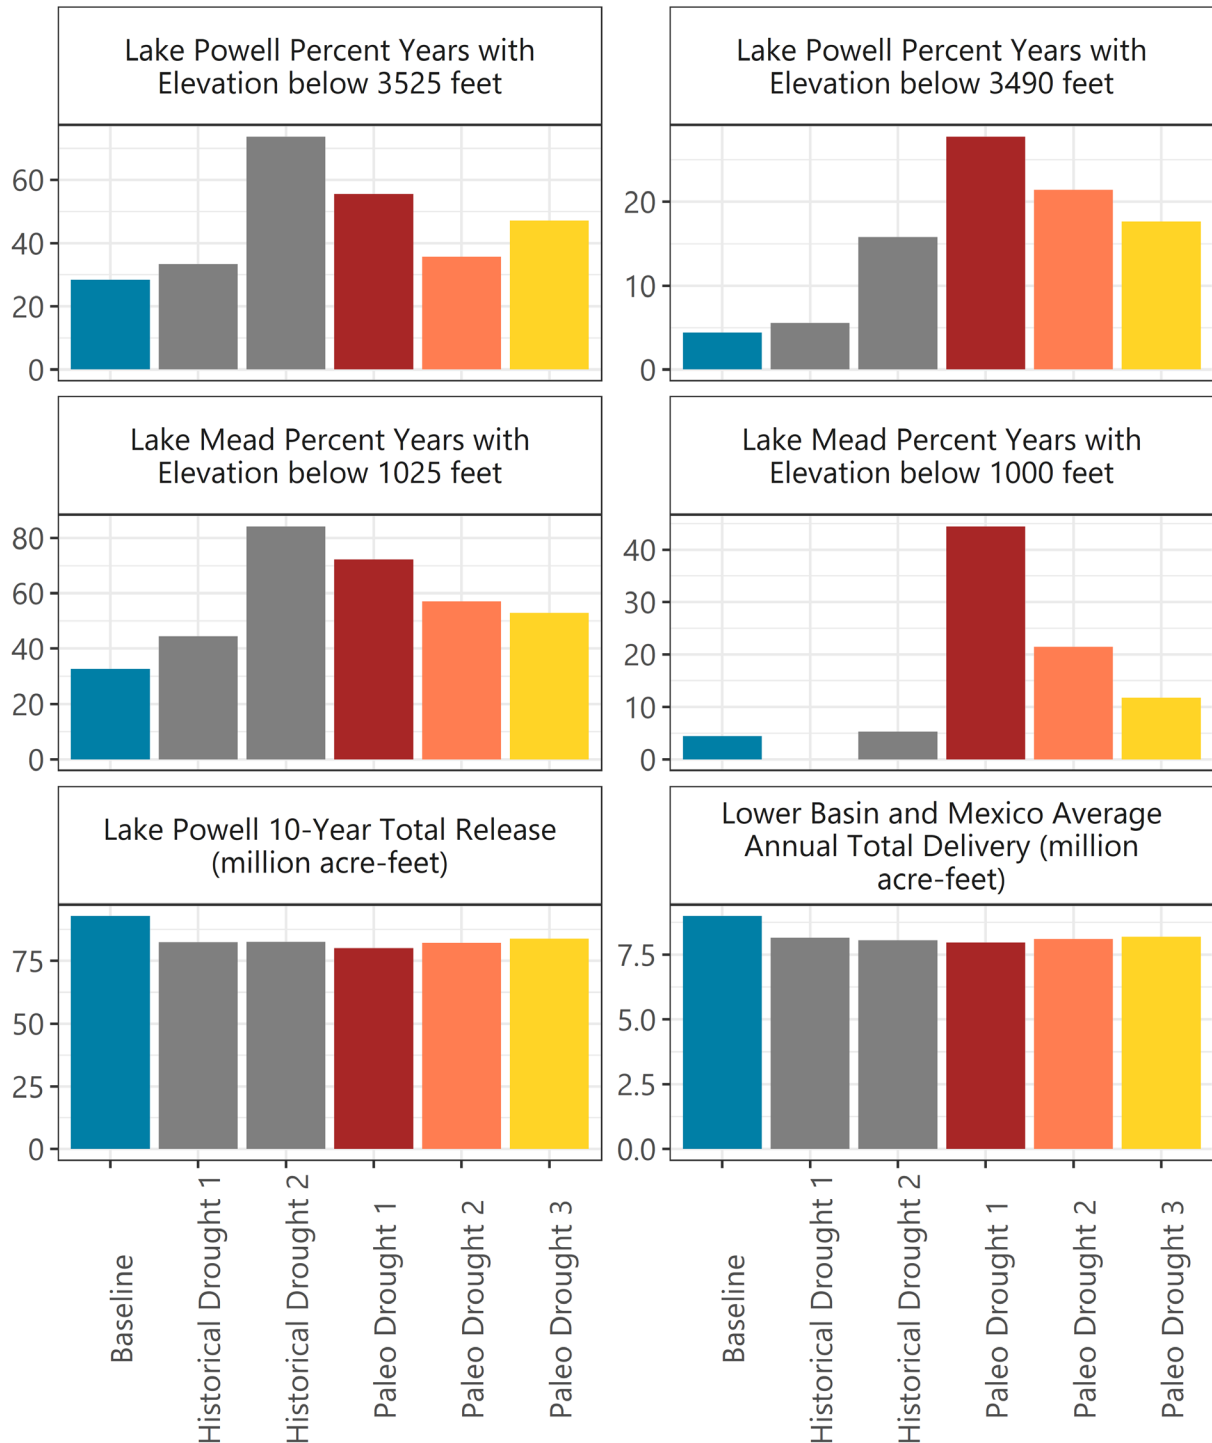 Lake Powell Percent Years with
Elevation below 3525 feet
60
40
20
0
Lake Powell Percent Years with
Elevation below 3490 feet
20
10
0
Lake Mead Percent Years with
Elevation below 1025 feet
80
60
40
20
0
Lake Mead Percent Years with
Elevation below 1000 feet
40
30
20
10
0
Lake Powell 10-Year Total Release
(million acre-feet)
75
50
25
0
Lower Basin and Mexico Average
Annual Total Delivery (million
acre-feet)
7.5
5.0
2.5
0.0
Baseline
Historical Drought 1
Historical Drought 2
Paleo Drought 1
Paleo Drought 2
Paleo Drought 3
Baseline
Historical Drought 1
Historical Drought 2
Paleo Drought 1
Paleo Drought 2
Paleo Drought 3